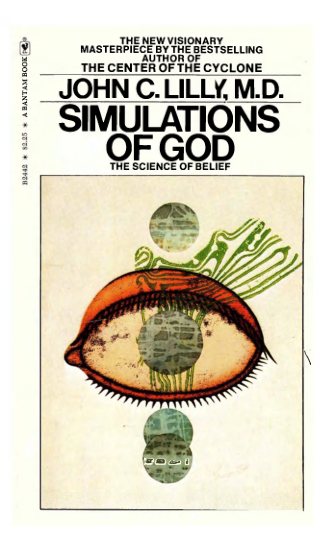 THE NEW VISIONARY
MASTERPIECE BY THE BESTSELLING
AUTHOR OF
THE CENTER OF THE CYCLONE
JOHN C. LILLY, M.D.
SIMULATIONS
OF GOD
THE SCIENCE OF BELIEF
B2442 * $2.25 * A BANTAM BOOK